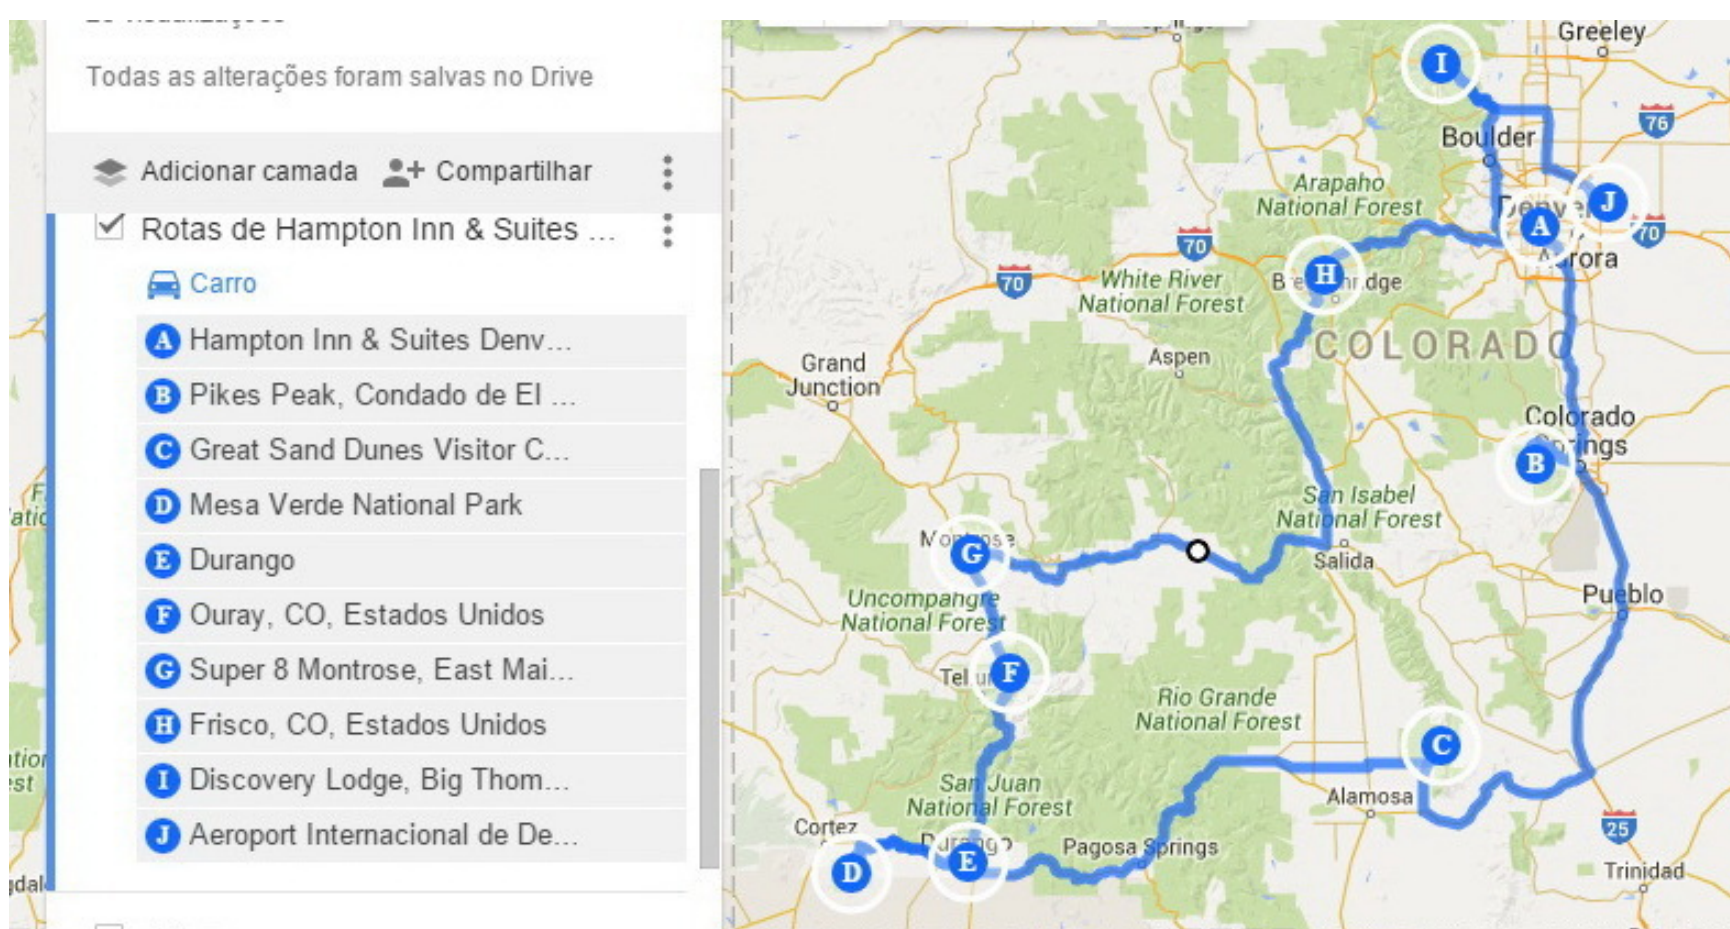 Todas as alterações foram salvas no Drive
Adicionar camada
Compartilhar
Rotas de Hampton Inn & Suites ...
Carro
A Hampton Inn & Suites Denv...
B Pikes Peak, Condado de El ...
C Great Sand Dunes Visitor C...
D Mesa Verde National Park
E Durango
F Ouray, CO, Estados Unidos
G Super 8 Montrose, East Mai...
H Frisco, CO, Estados Unidos
I Discovery Lodge, Big Thom...
J Aeroport Internacional de De...
Greeley
I
76
Boulder
Arapaho
National Forest
J
A
70
70
H
White River
National Forest
70
COLORADO
Grand
Junction
Aspen
Colorado
B
San Isabel
National Forest
G
Salida
Uncompahgre
National Forest
Pueblo
F
Rio Grande
National Forest
C
San Juan
National Forest
Alamosa
Cortez
25
D
E
Pagosa Springs
Trinidad